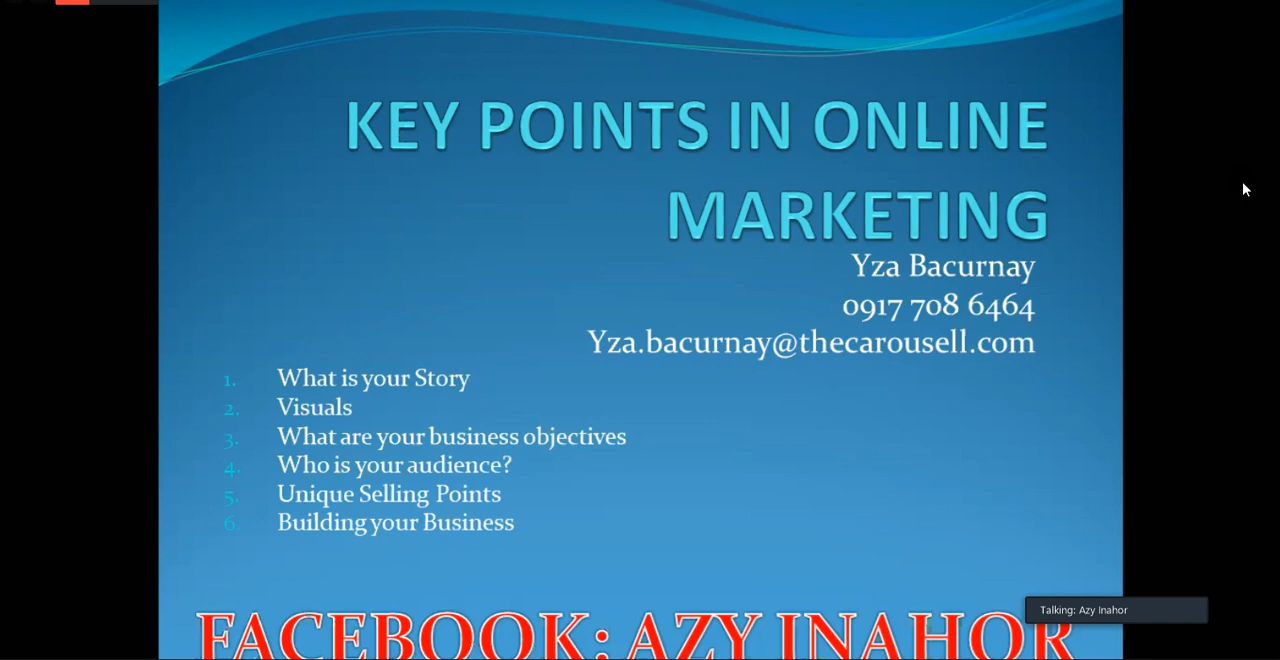 KEY POINTS IN ONLINE
MARKETING
Yza Bacurnay
0917 708 6464
Yza.bacurnay@thecarousell.com
1. What is your Story
2. Visuals
3. What are your business objectives
4. Who is your audience?
5. Unique Selling Points
6. Building your Business
Talking: Azy Inahor
FACEBOOK: AZY INAHOR